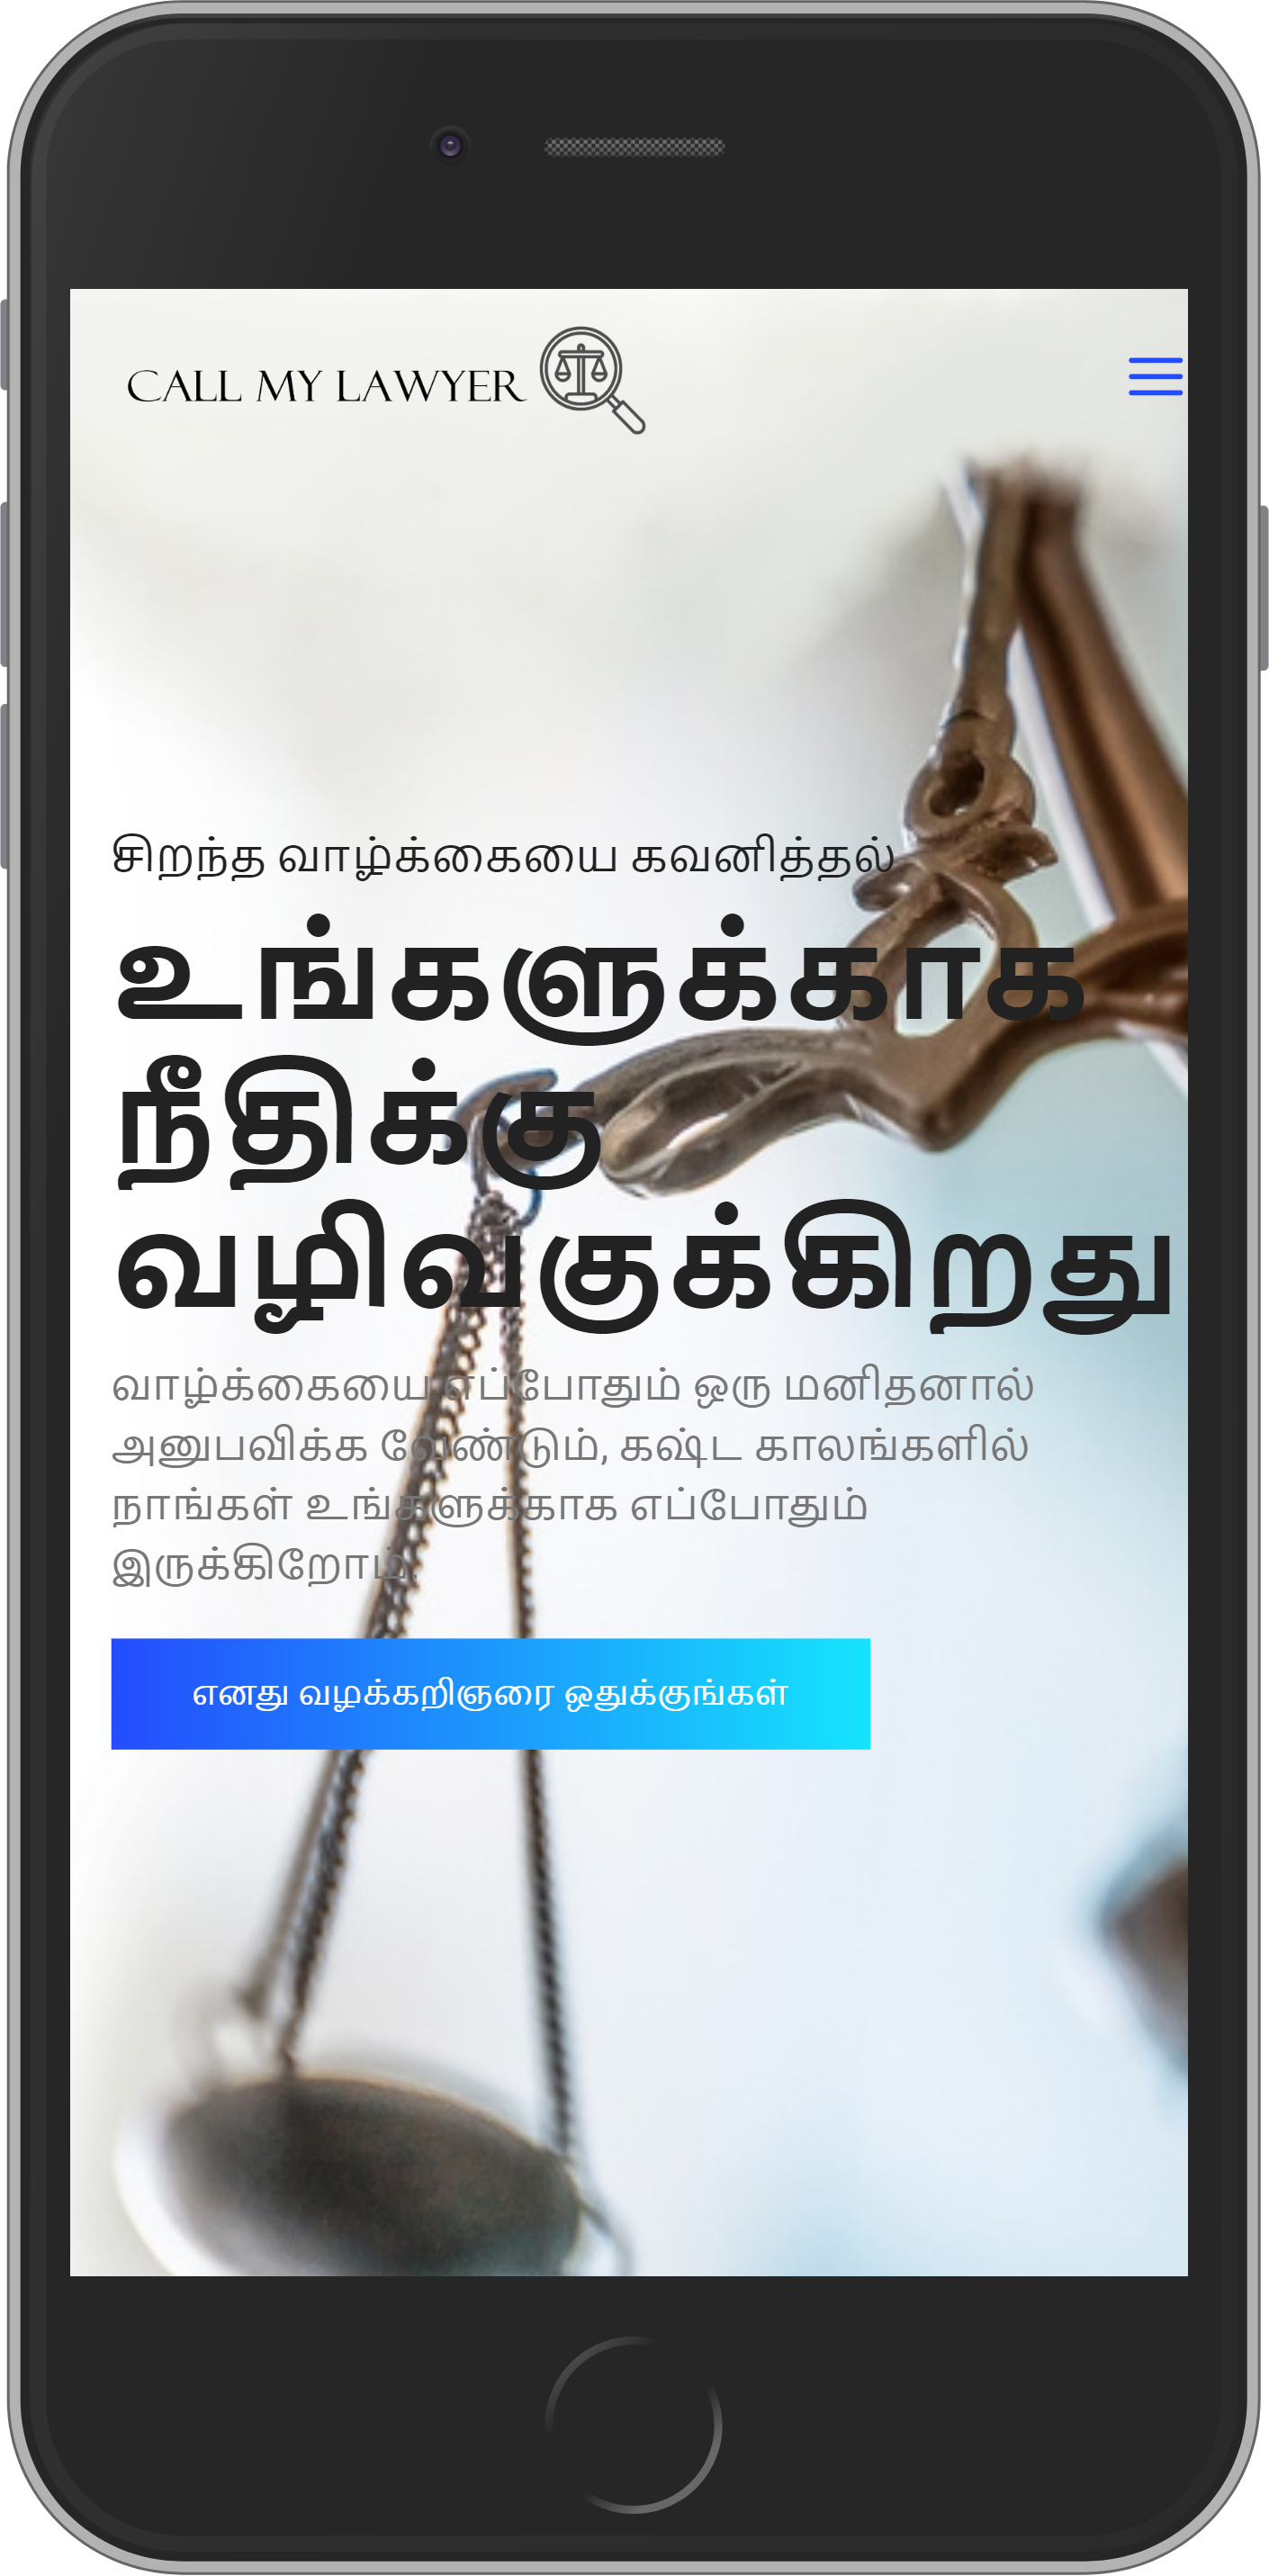 CALL MY LAWYER
சிறந்த வாழ்க்கையை கவனித்தல்
உங்களுக்காக
நீதிக்கு
வழிவகுக்கிறது
வாழ்க்கையை எப்போதும் ஒரு மனிதனால்
அனுபவிக்க வேண்டும், கஷ்ட காலங்களில்
நாங்கள் உங்களுக்காக எப்போதும்
இருக்கிறோம்.
எனது வழக்கறிஞரை ஒதுக்குங்கள்